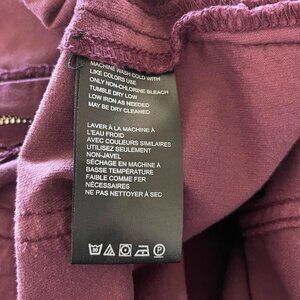 MACHINE WASH COLD WITH
LIKE COLORS USE
ONLY NON-CHLORINE BLEACH
TUMBLE DRY LOW
LOW IRON AS NEEDED
MAY BE DRY CLEANED
LAVER À LA MACHINE À
L'EAU FROID
AVEC COULEURS SIMILAIRES
UTILISEZ SEULEMENT
NON-JAVEL
SÉCHAGE EN MACHINE À
BASSE TEMPÉRATURE
FAIBLE COMME FER
NÉCESSAIRES
NE PAS NETTOYER À SEC